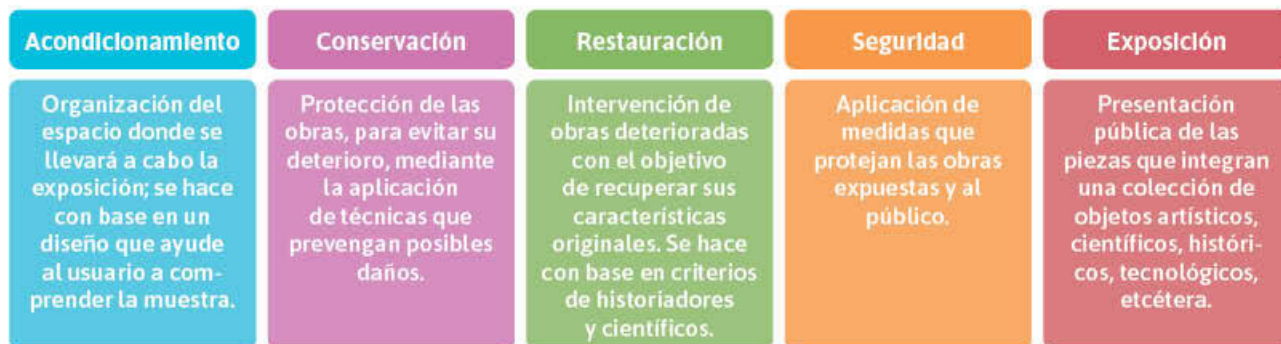 Acondicionamiento
Organización del
espacio donde se
llevará a cabo la
exposición; se hace
con base en un
diseño que ayude
al usuario a com-
prender la muestra.
Conservación
Protección de las
obras, para evitar su
deterioro, mediante
la aplicación
de técnicas que
prevengan posibles
daños.
Restauración
Intervención de
obras deterioradas
con el objetivo
de recuperar sus
características
originales. Se hace
con base en criterios
de historiadores
y científicos.
Seguridad
Aplicación de
medidas que
protejan las obras
expuestas y al
público.
Exposición
Presentación
pública de las
piezas que integran
una colección de
objetos artísticos,
científicos, históri-
cos, tecnológicos,
etcétera.